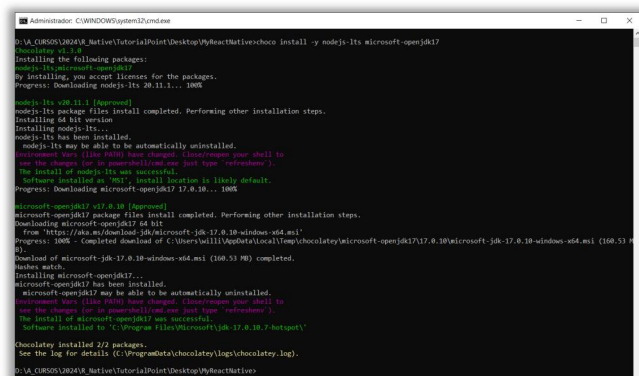 Administrador: C:\WINDOWS\system32\cmd.exe
D:\A_CURSOS\2024\R_Native\TutorialPoint\Desktop\MyReactNative>choco install -y nodejs-lts microsoft-openjdk17
Chocolatey v1.3.0
Installing the following packages:
nodejs-lts;microsoft-openjdk17
By installing, you accept licenses for the packages.
Progress: Downloading nodejs-lts 20.11.1... 100%
nodejs-lts v20.11.1 [Approved]
nodejs-lts package files install completed. Performing other installation steps.
Installing 64 bit version
Installing nodejs-lts...
nodejs-lts has been installed.
nodejs-lts may be able to be automatically uninstalled.
Environment Vars (like PATH) have changed. Close/reopen your shell to
see the changes (or in powershell/cmd.exe just type `refreshenv`).
The install of nodejs-lts was successful.
Software installed as 'MSI', install location is likely default.
Progress: Downloading microsoft-openjdk17 17.0.10... 100%
microsoft-openjdk17 v17.0.10 [Approved]
microsoft-openjdk17 package files install completed. Performing other installation steps.
Downloading microsoft-openjdk17 64 bit
from 'https://aka.ms/download-jdk/microsoft-jdk-17.0.10-windows-x64.msi'
Progress: 100% - Completed download of C:\Users\willi\AppData\Local\Temp\chocolatey\microsoft-openjdk17\17.0.10\microsoft-jdk-17.0.10-windows-x64.msi (160.53 M
B).
Download of microsoft-jdk-17.0.10-windows-x64.msi (160.53 MB) completed.
Hashes match.
Installing microsoft-openjdk17...
microsoft-openjdk17 has been installed.
microsoft-openjdk17 may be able to be automatically uninstalled.
Environment Vars (like PATH) have changed. Close/reopen your shell to
see the changes (or in powershell/cmd.exe just type `refreshenv`).
The install of microsoft-openjdk17 was successful.
Software installed to 'C:\Program Files\Microsoft\jdk-17.0.10.7-hotspot\'
Chocolatey installed 2/2 packages.
See the log for details (C:\ProgramData\chocolatey\logs\chocolatey.log).
D:\A_CURSOS\2024\R_Native\TutorialPoint\Desktop\MyReactNative>